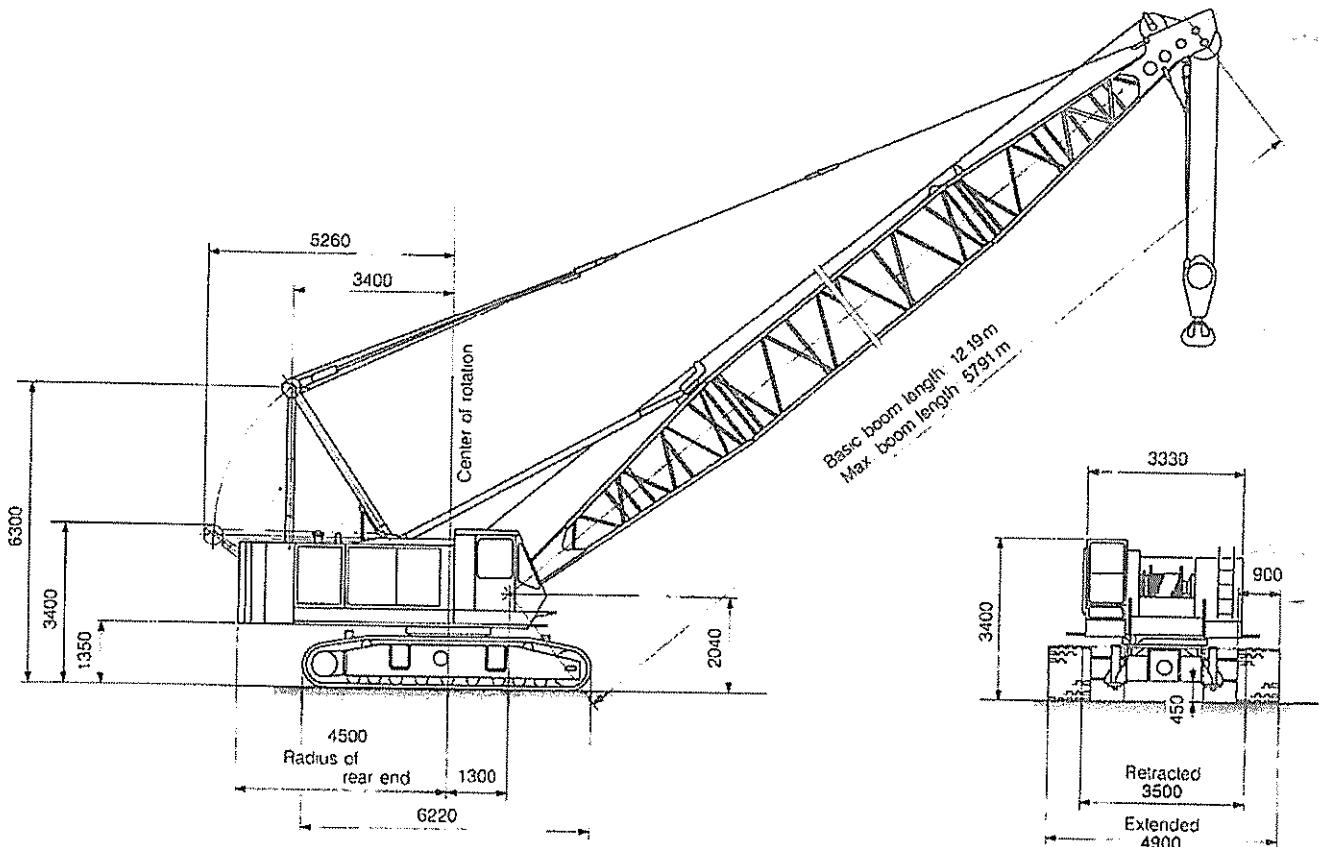 5260
3400
Center of rotation
6300
3400
1350
2040
4500
Radius of
rear end
1300
6220
Basic boom length 12.19 m
Max boom length 57.91 m
3330
3400
900
450
Retracted
3500
Extended
4900